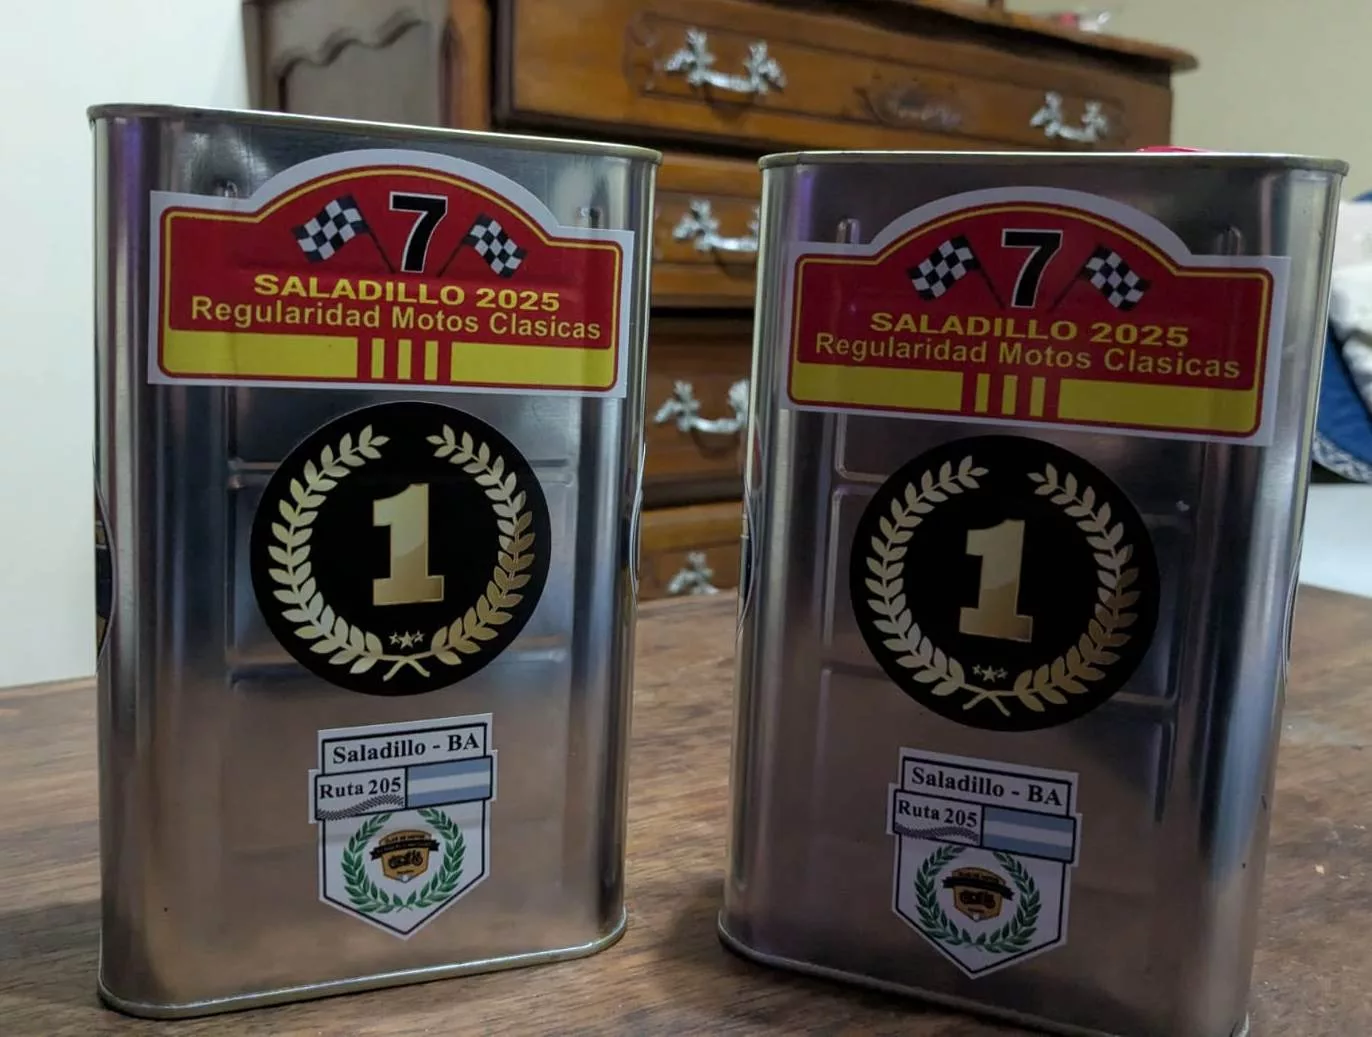 7
SALADILLO 2025
Regularidad Motos Clasicas
1
Saladillo - BA
Ruta 205
7
SALADILLO 2025
Regularidad Motos Clasicas
1
Saladillo - BA
Ruta 205